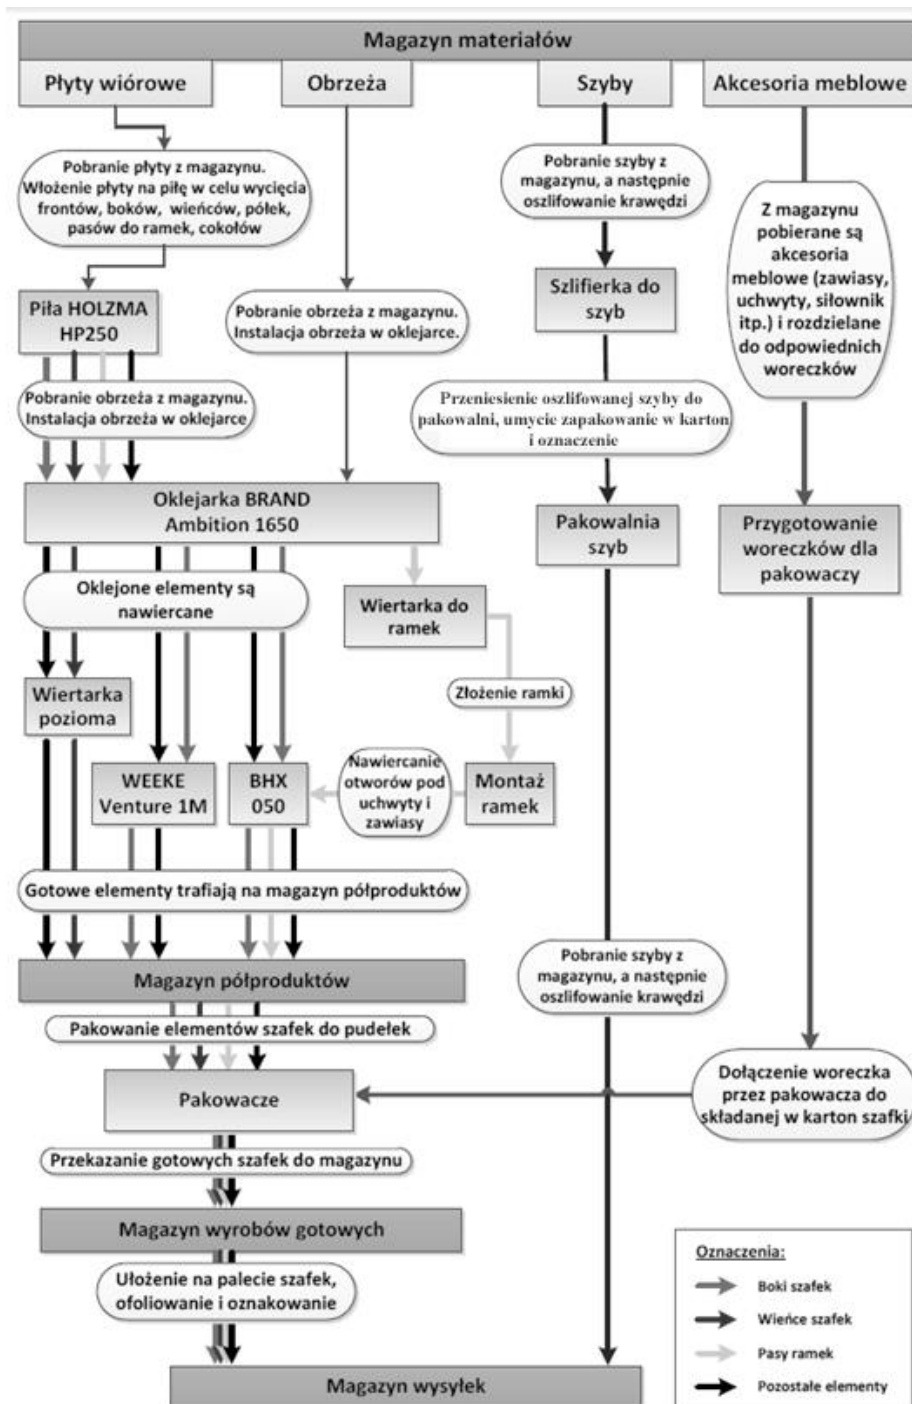 Magazyn materiałów
Płyty wiórowe
Obrzeża
Szyby
Akcesoria meblowe
Pobranie płyty z magazynu.
Włożenie płyty na piłę w celu wycięcia
frontów, boków, wieńców, półek,
pasów do ramek, cokołów
Pobranie szyby z
magazynu, a następnie
oszlifowanie krawędzi
Z magazynu
pobierane są
akcesoria
meblowe (zawiasy,
uchwyty, siłownik
itp.) i rozdzielane
do odpowiednich
woreczków
Piła HOLZMA
HP250
Pobranie obrzeża z magazynu.
Instalacja obrzeża w oklejarce.
Szlifierka do
szyb
Pobranie obrzeża z magazynu.
Instalacja obrzeża w oklejarce
Przeniesienie oszlifowanej szyby do
pakowalni, umycie zapakowanie w karton
i oznaczenie
Oklejarka BRAND
Ambition 1650
Pakowalnia
szyb
Przygotowanie
woreczków dla
pakowaczy
Oklejone elementy są
nawiercane
Wiertarka do
ramek
Wiertarka
pozioma
Złożenie ramki
WEEKE
Venture 1M
BHX
050
Nawiercanie
otworów pod
uchwyty i
zawiasy
Montaż
ramek
Gotowe elementy trafiają na magazyn półproduktów
Pobranie szyby z
magazynu, a następnie
oszlifowanie krawędzi
Magazyn półproduktów
Pakowanie elementów szafek do pudełek
Pakowacze
Dołączenie woreczka
przez pakowacza do
składanej w karton szafki
Przekazanie gotowych szafek do magazynu
Magazyn wyrobów gotowych
Ułożenie na palecie szafek,
ofoliowanie i oznakowanie
Magazyn wysyłek
Oznaczenia:
Boki szafek
Wieńce szafek
Pasy ramek
Pozostałe elementy